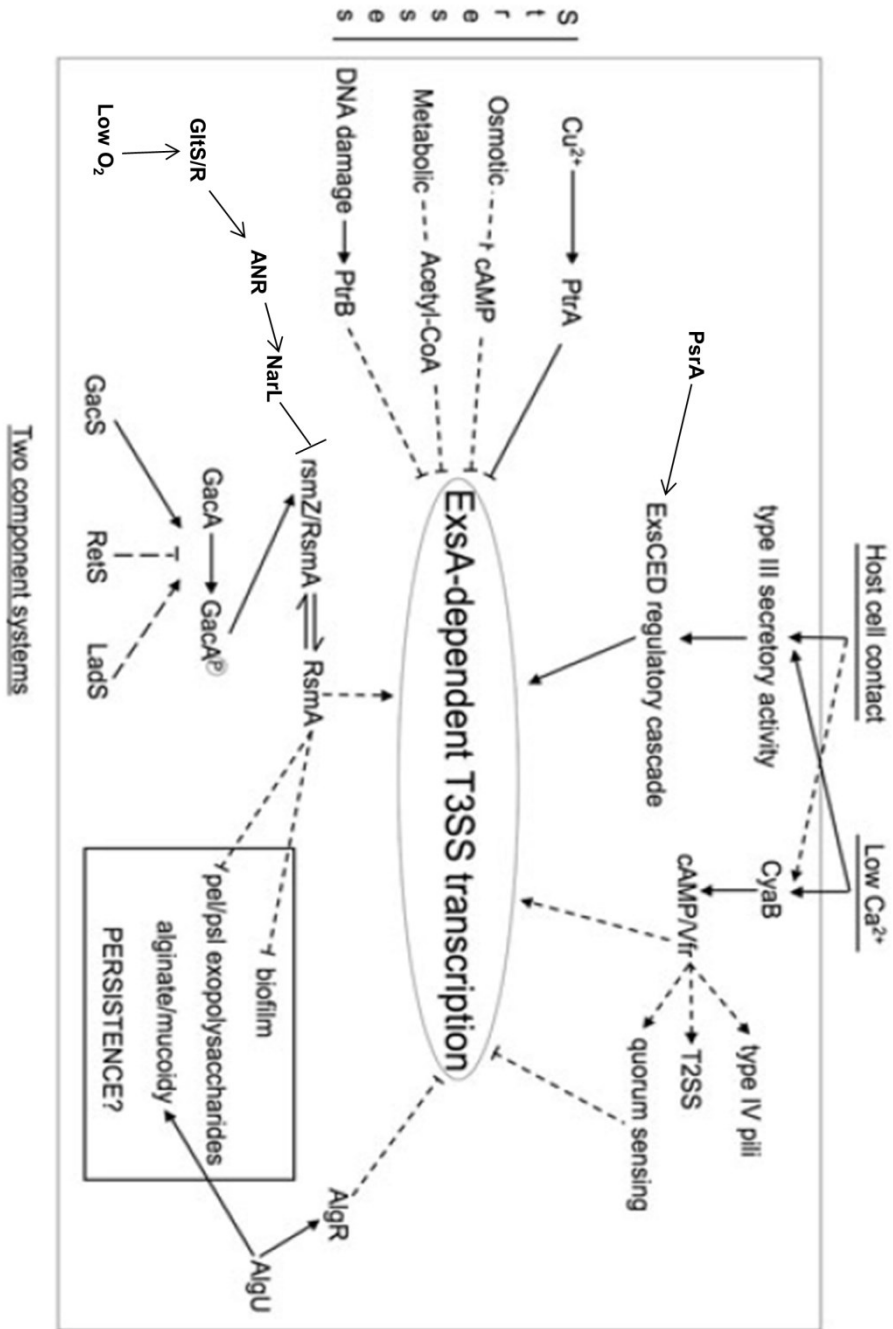 Host cell contact
Low Ca²⁺
type III secretory activity
CyaB
type IV pili
PsrA
ExsCED regulatory cascade
cAMP/Vfr
T2SS
quorum sensing
Stresses
Cu²⁺
PtrA
Osmotic
cAMP
Metabolic
Acetyl-CoA
DNA damage
PtrB
ExsA-dependent T3SS transcription
Low O₂
GltS/R
ANR
NarL
rsmZ/RsmA
RsmA
GacA
GacAⓅ
GacS
RetS
LadS
Two component systems
biofilm
pel/psl exopolysaccharides
alginate/mucoidy
PERSISTENCE?
AlgR
AlgU